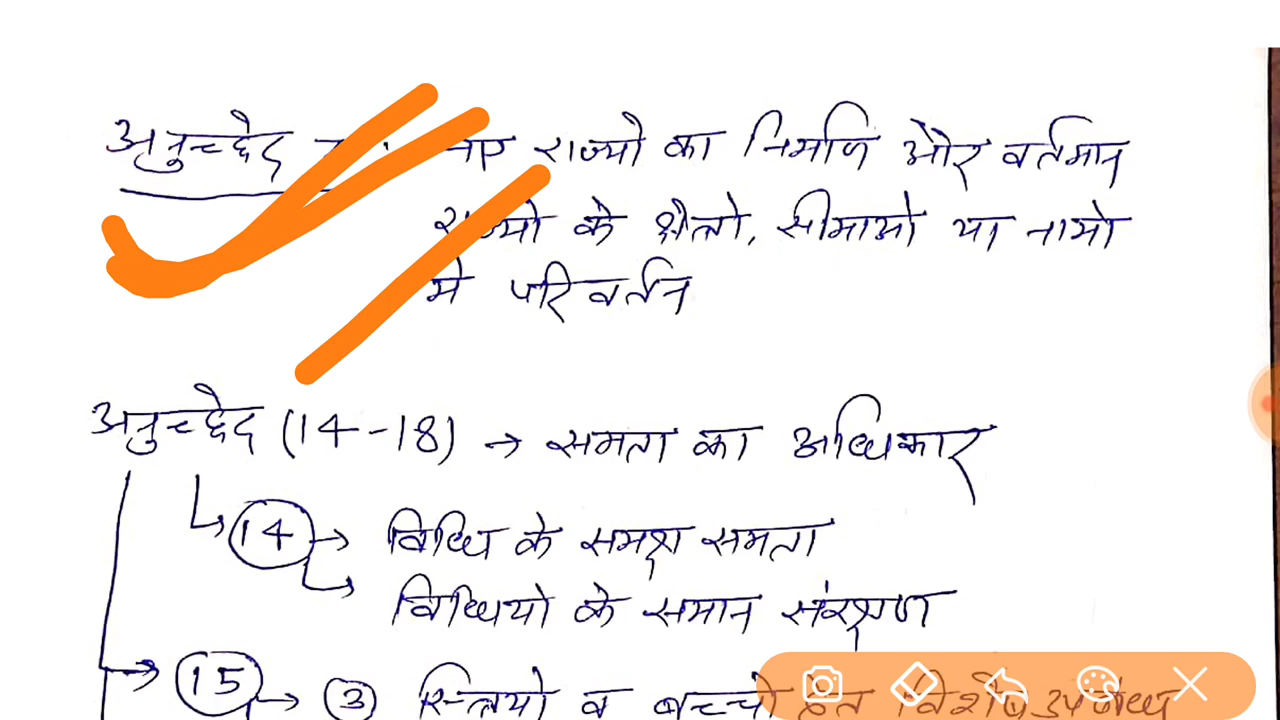 अनुच्छेद नए राज्यो का निर्माण और वर्तमान
राज्यो के क्षेत्रो, सीमाओ या नामो
मे परिवर्तन
अनुच्छेद (14-18) → समता का अधिकार
14 → विधि के समक्ष समता
विधियो के समान संरक्षण
15 → 3 स्त्रियो व बच्चो हेतु विशेष उपबंध